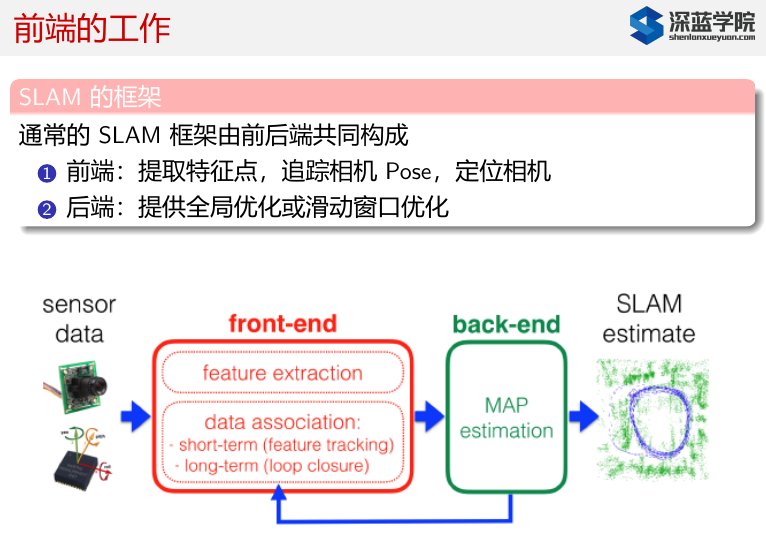 前端的工作
深蓝学院
shenlanxueyuan.com
SLAM 的框架
通常的 SLAM 框架由前后端共同构成
1 前端：提取特征点，追踪相机 Pose，定位相机
2 后端：提供全局优化或滑动窗口优化
sensor
data
front-end
feature extraction
data association:
- short-term (feature tracking)
- long-term (loop closure)
back-end
MAP
estimation
SLAM
estimate